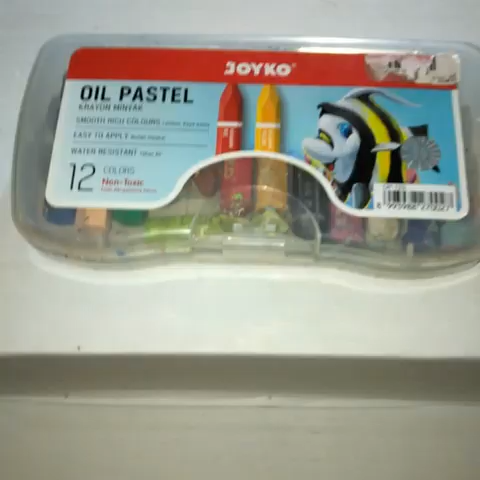 JOYKO
OIL PASTEL
KRAYON MINYAK
SMOOTH RICH COLOURS
EASY TO APPLY
WATER RESISTANT
12 COLORS
Non-Toxic